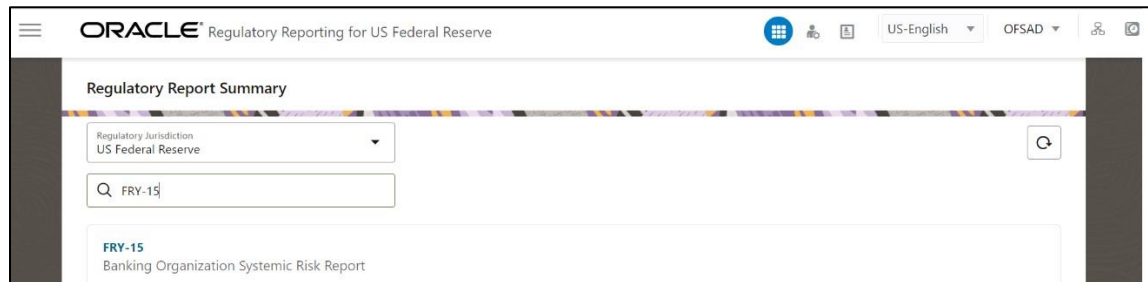 ORACLE® Regulatory Reporting for US Federal Reserve US-English OFSAD
Regulatory Report Summary
Regulatory Jurisdiction
US Federal Reserve
FRY-15
FRY-15
Banking Organization Systemic Risk Report